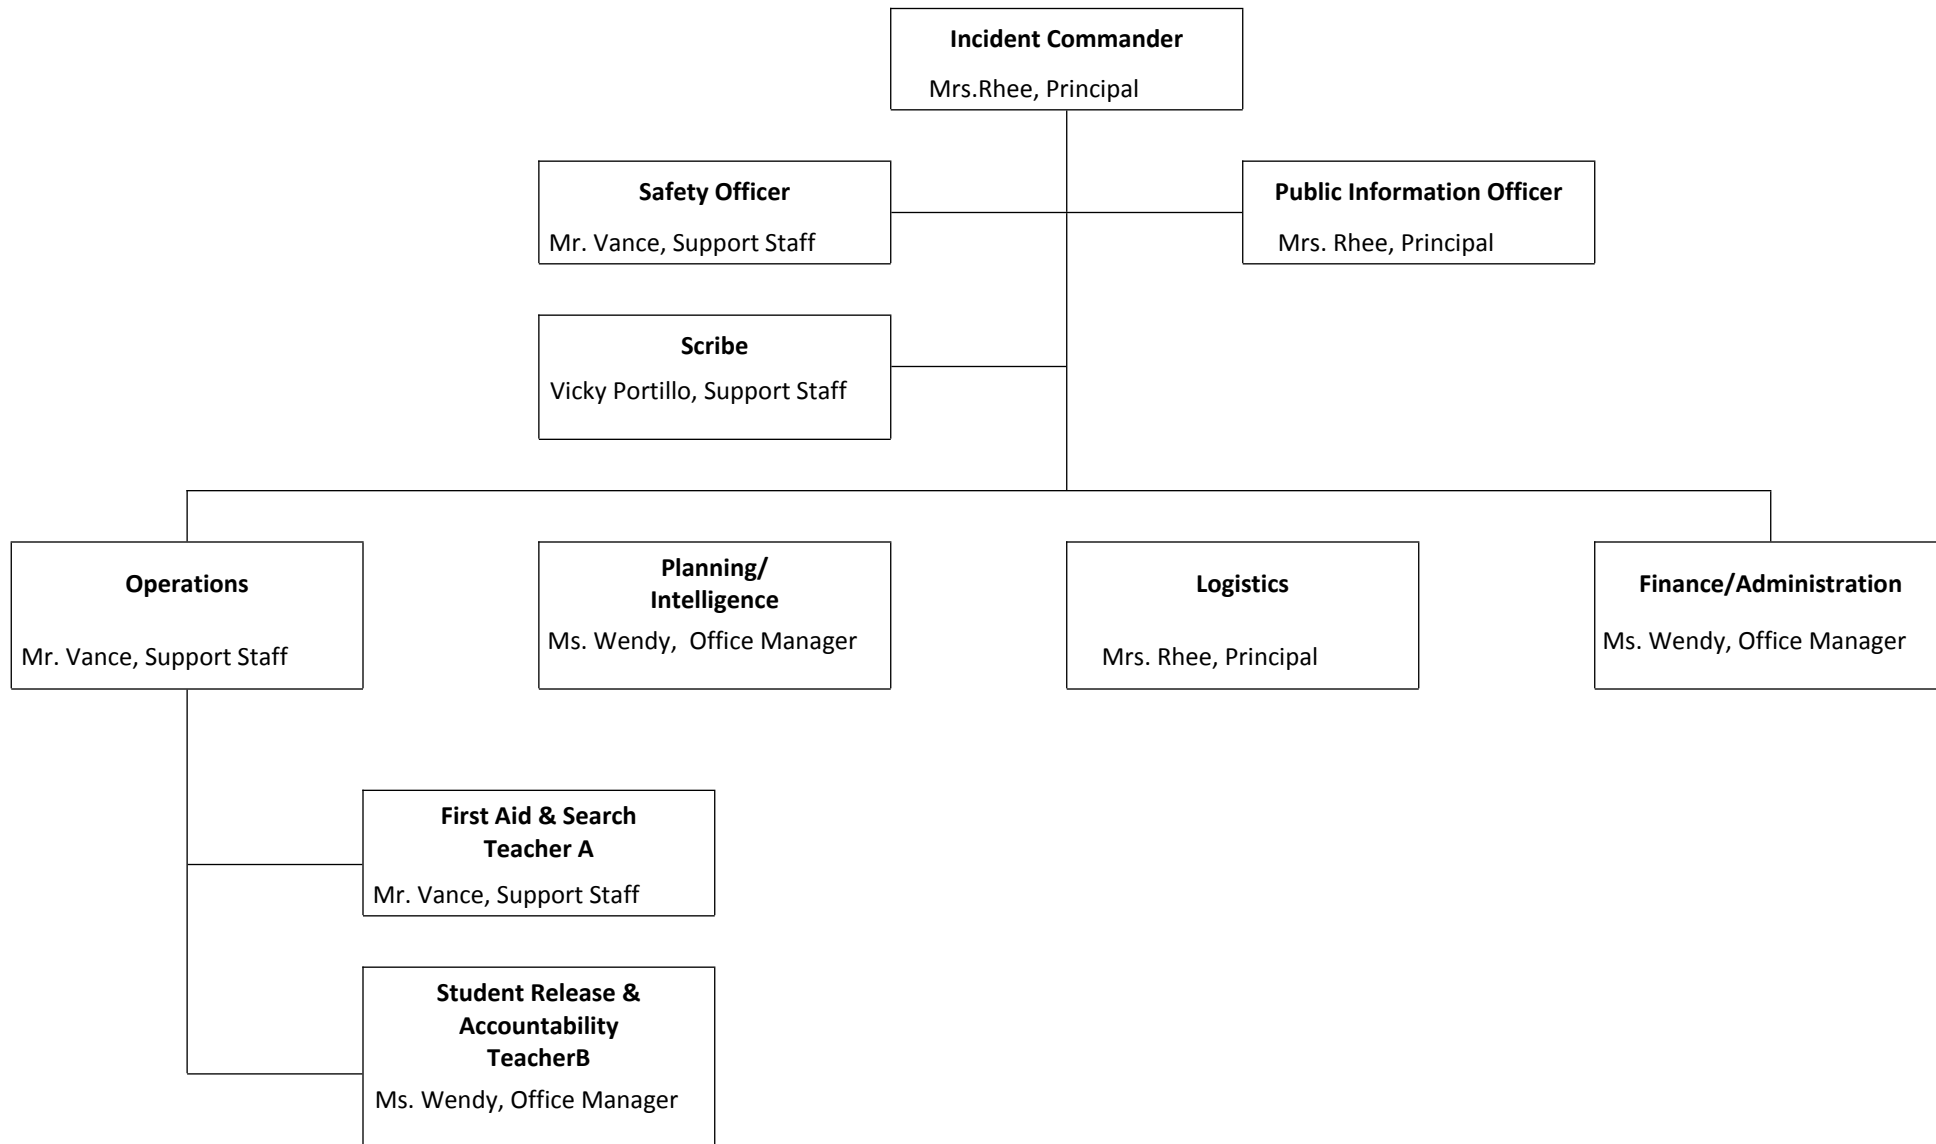 Incident Commander
Mrs.Rhee, Principal
Safety Officer
Mr. Vance, Support Staff
Public Information Officer
Mrs. Rhee, Principal
Scribe
Vicky Portillo, Support Staff
Operations
Mr. Vance, Support Staff
Planning/
Intelligence
Ms. Wendy,  Office Manager
Logistics
Mrs. Rhee, Principal
Finance/Administration
Ms. Wendy, Office Manager
First Aid & Search
Teacher A
Mr. Vance, Support Staff
Student Release &
Accountability
TeacherB
Ms. Wendy, Office Manager